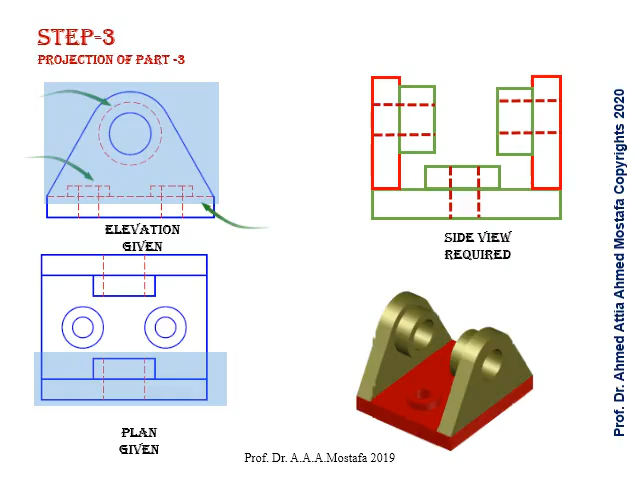 STEP-3
PROJECTION OF PART -3
ELEVATION
GIVEN
SIDE VIEW
REQUIRED
PLAN
GIVEN
Prof. Dr. A.A.A.Mostafa 2019
Prof. Dr. Ahmed Attia Ahmed Mostafa Copyrights 2020